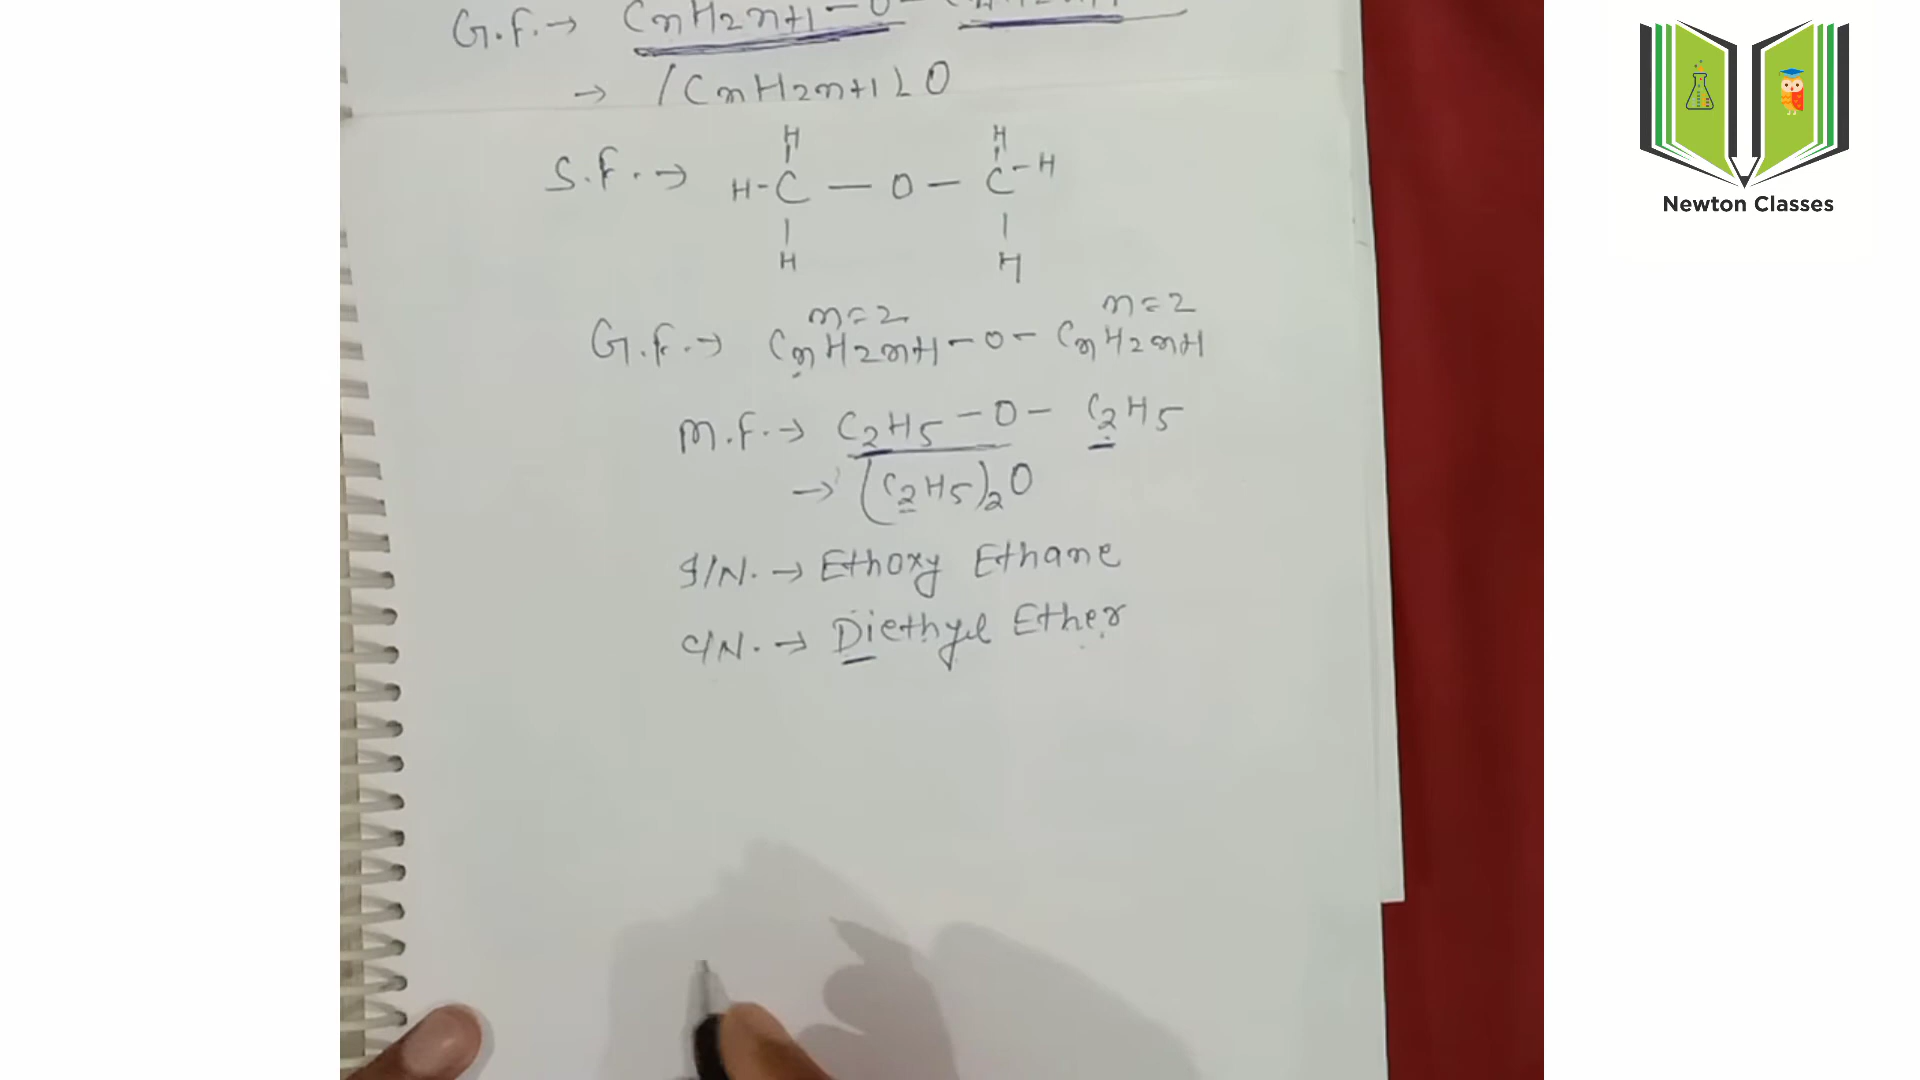 G.F. → CnH2n+1 - O -
→ (CnH2n+1)2O
H H
S.F. → H-C — O — C-H
H H
n=2 n=2
G.F. → CnH2n+1 - O - CnH2n+1
M.F. → C2H5 - O - C2H5
→ (C2H5)2O
I/N. → Ethoxy Ethane
C/N. → Diethyl Ether
Newton Classes